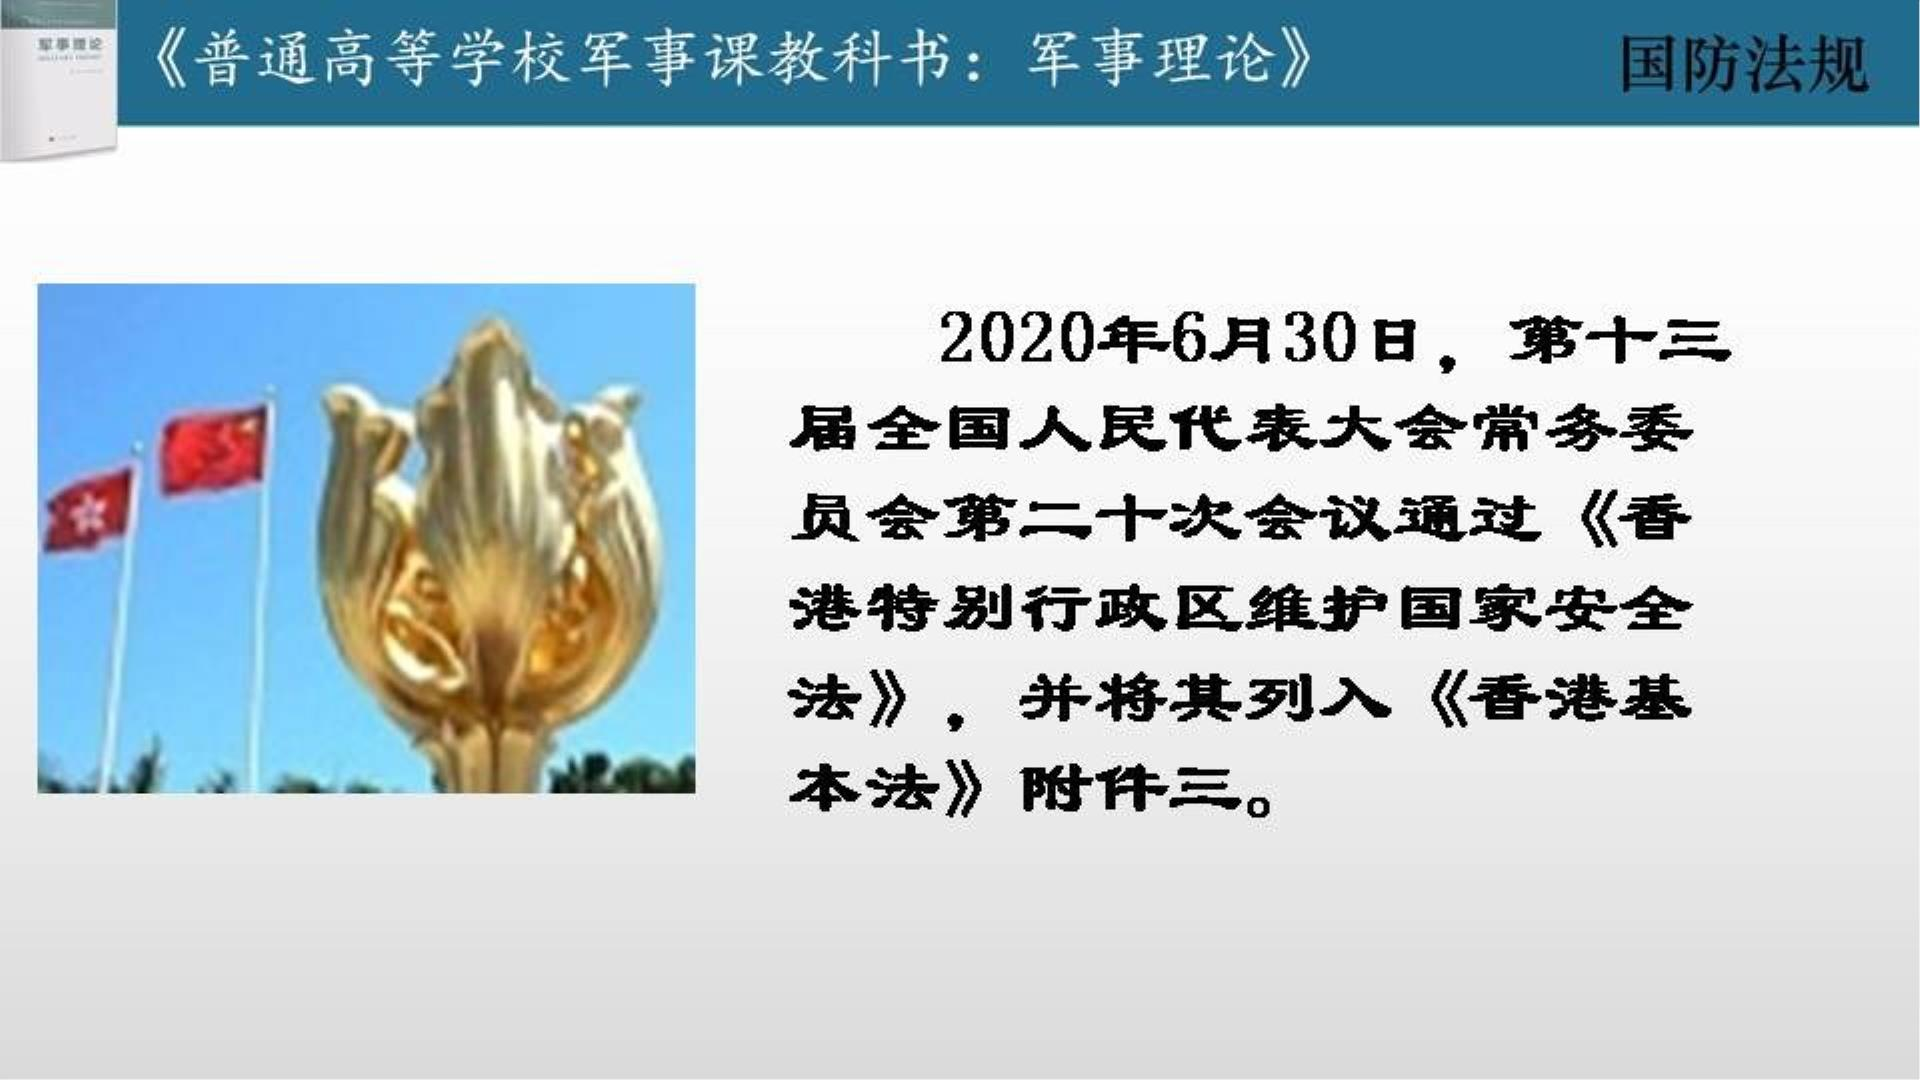 军事理论
《普通高等学校军事课教科书：军事理论》
国防法规
2020年6月30日，第十三
届全国人民代表大会常务委
员会第二十次会议通过《香
港特别行政区维护国家安全
法》，并将其列入《香港基
本法》附件三。